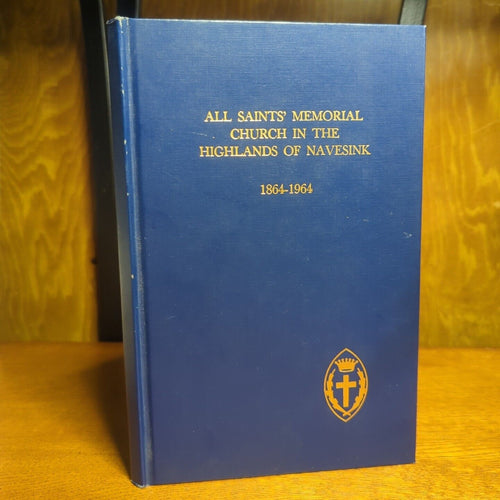 ALL SAINTS' MEMORIAL
CHURCH IN THE
HIGHLANDS OF NAVESINK
1864-1964